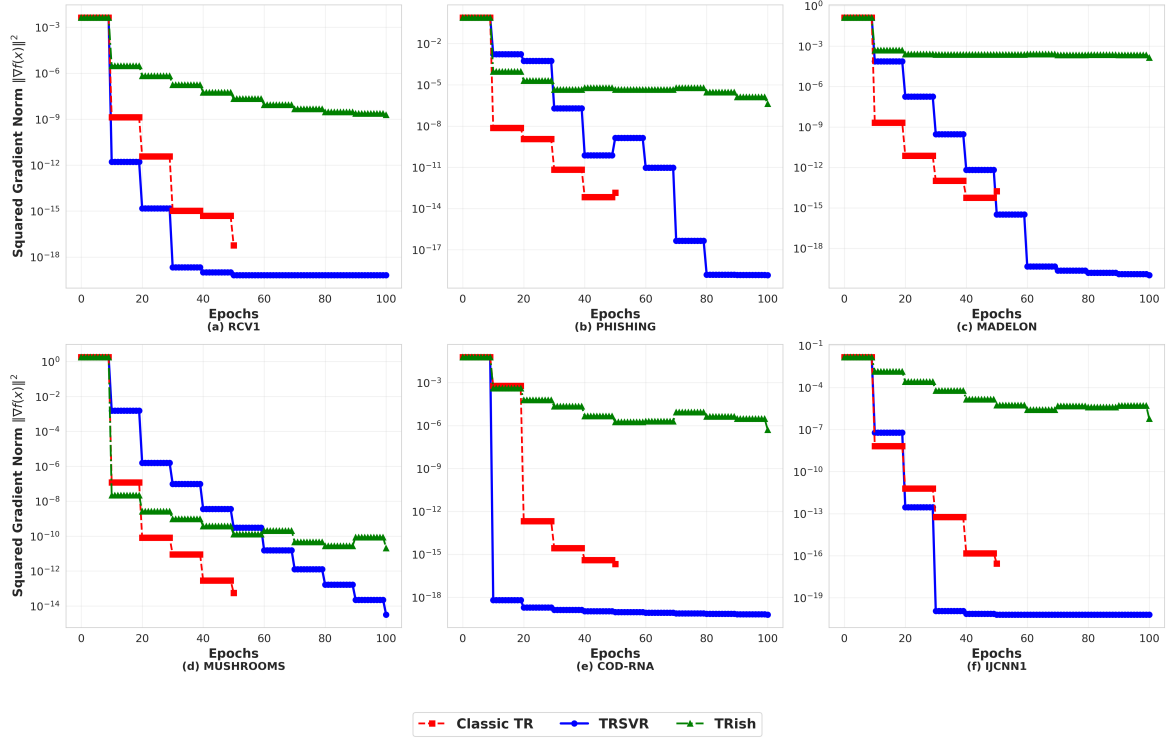 Squared Gradient Norm ‖∇f(x)‖²
10⁻³
10⁻⁶
10⁻⁹
10⁻¹²
10⁻¹⁵
10⁻¹⁸
0 20 40 60 80 100
Epochs
(a) RCV1
10⁻²
10⁻⁵
10⁻⁸
10⁻¹¹
10⁻¹⁴
10⁻¹⁷
0 20 40 60 80 100
Epochs
(b) PHISHING
10⁰
10⁻³
10⁻⁶
10⁻⁹
10⁻¹²
10⁻¹⁵
10⁻¹⁸
0 20 40 60 80 100
Epochs
(c) MADELON
Squared Gradient Norm ‖∇f(x)‖²
10⁰
10⁻²
10⁻⁴
10⁻⁶
10⁻⁸
10⁻¹⁰
10⁻¹²
10⁻¹⁴
0 20 40 60 80 100
Epochs
(d) MUSHROOMS
10⁻³
10⁻⁶
10⁻⁹
10⁻¹²
10⁻¹⁵
10⁻¹⁸
0 20 40 60 80 100
Epochs
(e) COD-RNA
10⁻¹
10⁻⁴
10⁻⁷
10⁻¹⁰
10⁻¹³
10⁻¹⁶
10⁻¹⁹
0 20 40 60 80 100
Epochs
(f) IJCNN1
Classic TR TRSVR TRish